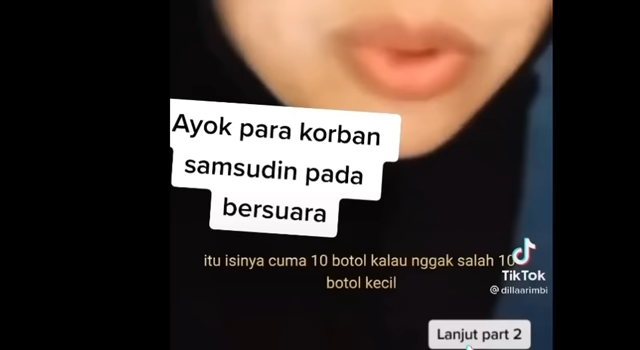 Ayok para korban
samsudin pada
bersuara
itu isinya cuma 10 botol kalau nggak salah 10
botol kecil
TikTok
@dillaarimbi
Lanjut part 2